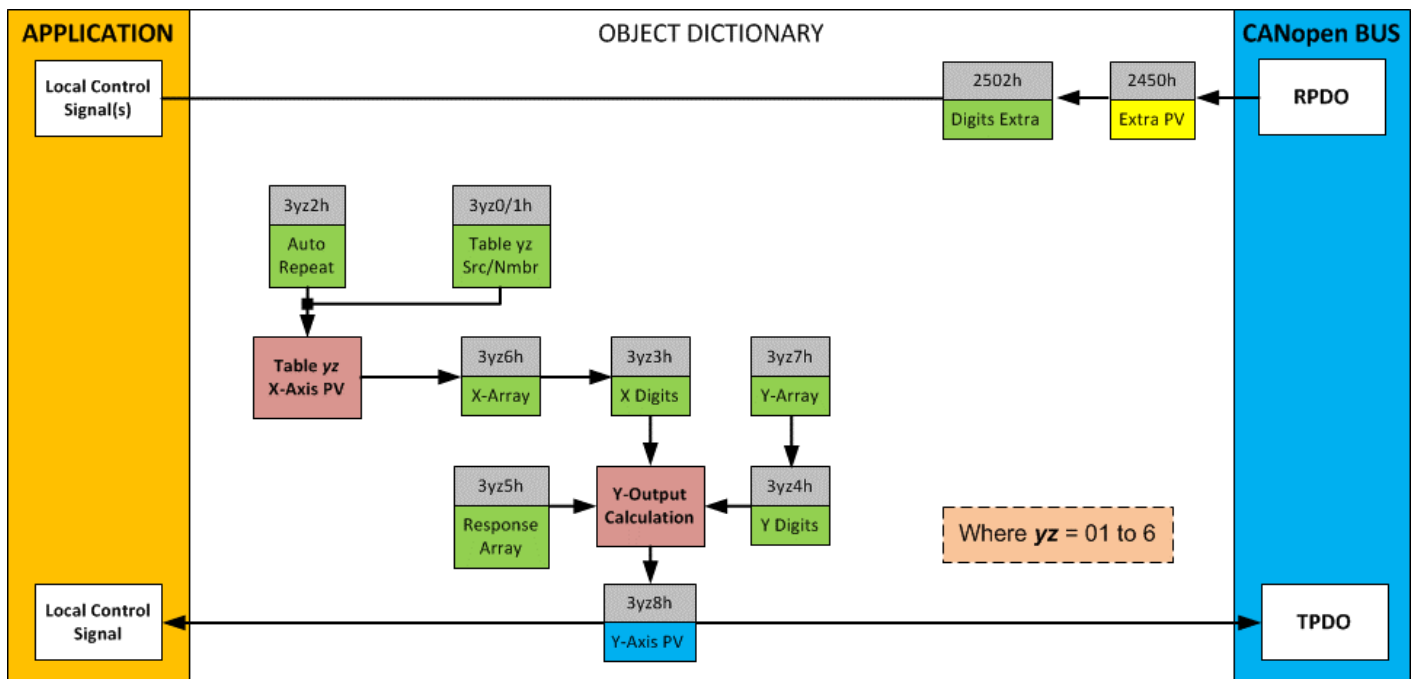 APPLICATION
OBJECT DICTIONARY
CANopen BUS
Local Control
Signal(s)
2502h
Digits Extra
2450h
Extra PV
RPDO
3yz2h
Auto
Repeat
3yz0/1h
Table yz
Src/Nmbr
Table yz
X-Axis PV
3yz6h
X-Array
3yz3h
X Digits
3yz7h
Y-Array
3yz5h
Response
Array
Y-Output
Calculation
3yz4h
Y Digits
Where yz = 01 to 6
Local Control
Signal
3yz8h
Y-Axis PV
TPDO